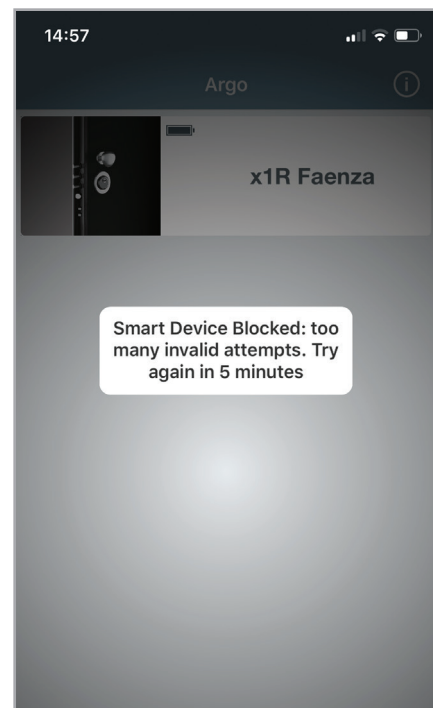 14:57
Argo
x1R Faenza
Smart Device Blocked: too
many invalid attempts. Try
again in 5 minutes